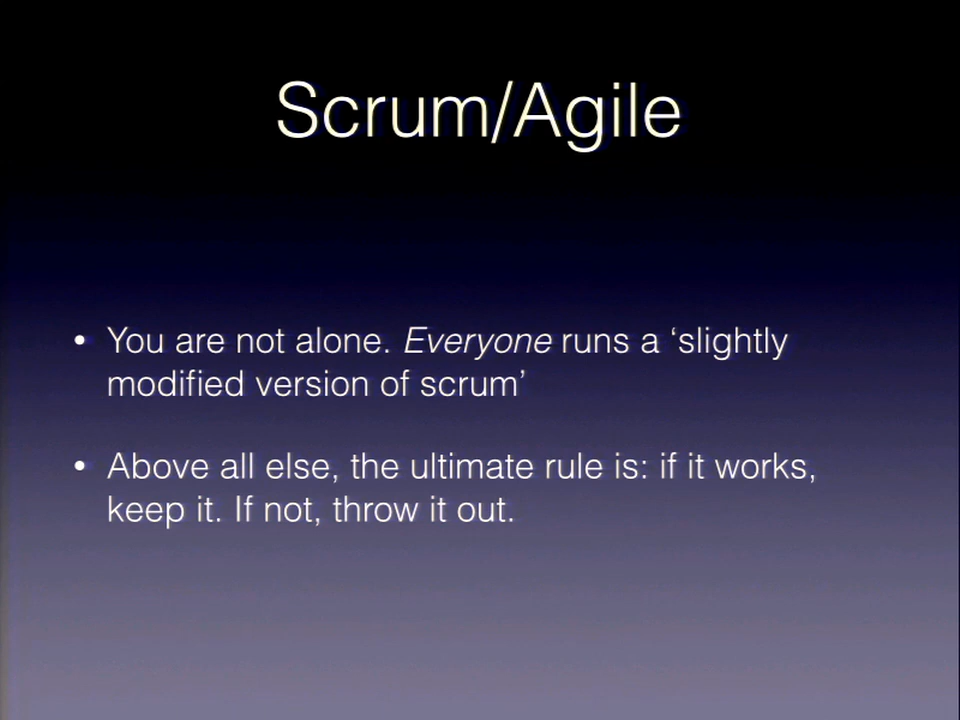 Scrum/Agile
• You are not alone. Everyone runs a ‘slightly
modified version of scrum’
• Above all else, the ultimate rule is: if it works,
keep it. If not, throw it out.